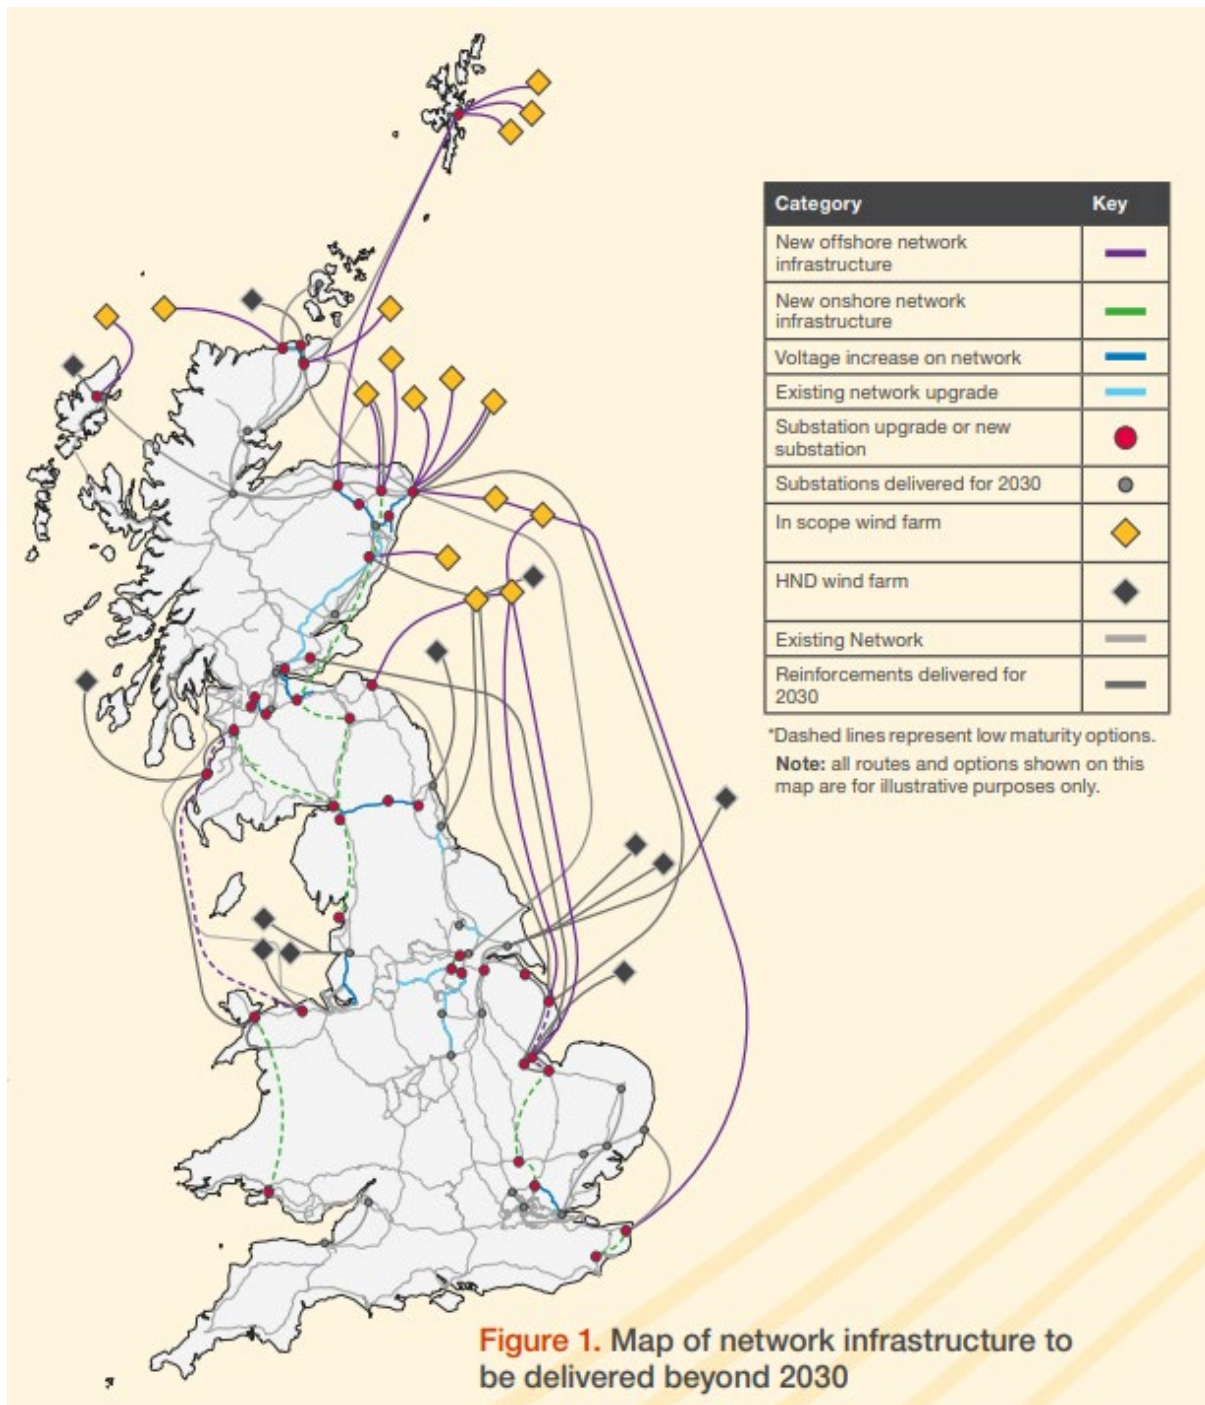 Category Key
New offshore network
infrastructure
New onshore network
infrastructure
Voltage increase on network
Existing network upgrade
Substation upgrade or new
substation
Substations delivered for 2030
In scope wind farm
HND wind farm
Existing Network
Reinforcements delivered for
2030
*Dashed lines represent low maturity options.
Note: all routes and options shown on this
map are for illustrative purposes only.
Figure 1. Map of network infrastructure to
be delivered beyond 2030